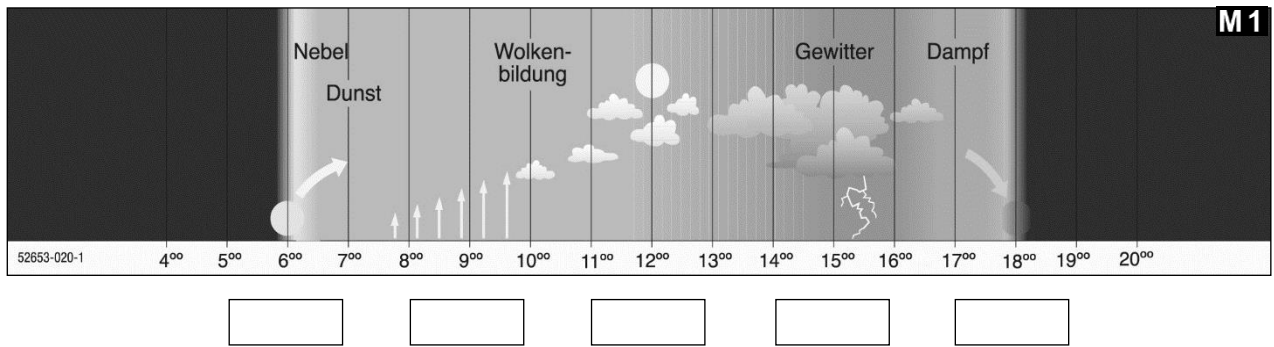 M 1
Nebel
Dunst
Wolken-
bildung
Gewitter
Dampf
52653-020-1
4⁰⁰ 5⁰⁰ 6⁰⁰ 7⁰⁰ 8⁰⁰ 9⁰⁰ 10⁰⁰ 11⁰⁰ 12⁰⁰ 13⁰⁰ 14⁰⁰ 15⁰⁰ 16⁰⁰ 17⁰⁰ 18⁰⁰ 19⁰⁰ 20⁰⁰